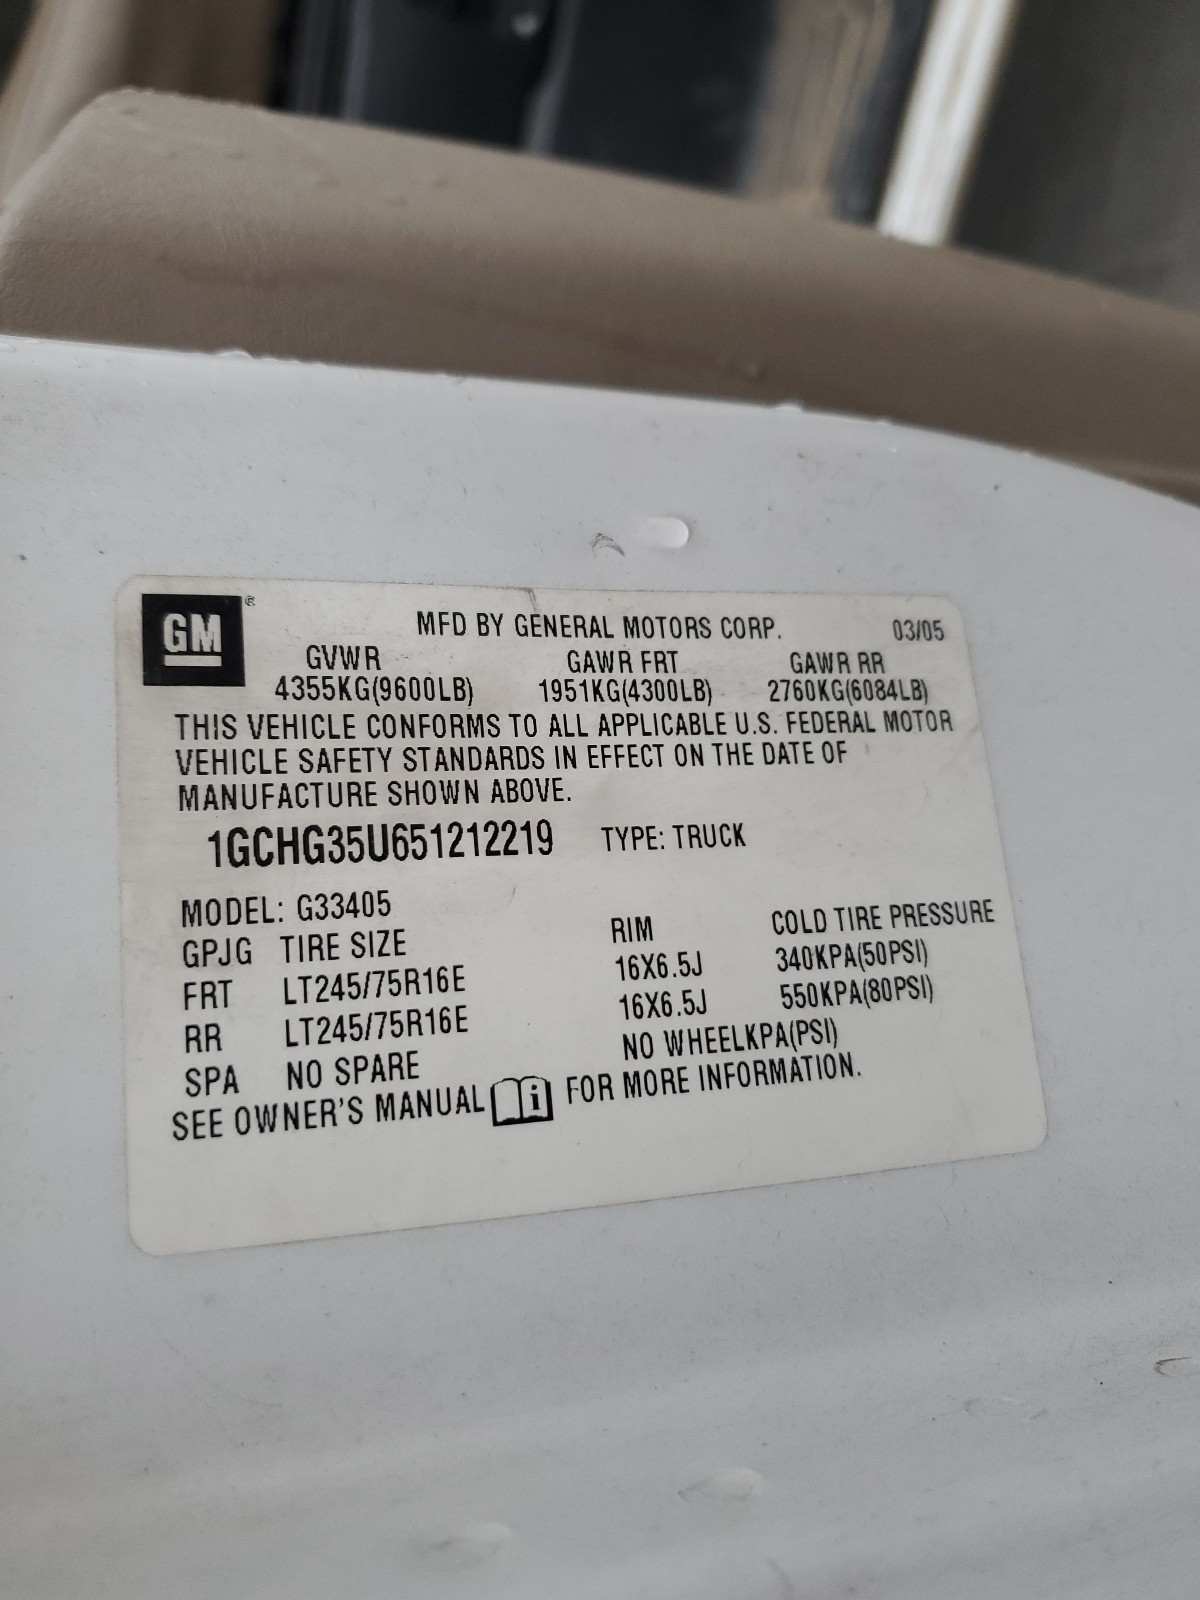 GM ®
MFD BY GENERAL MOTORS CORP. 03/05
GVWR GAWR FRT GAWR RR
4355KG(9600LB) 1951KG(4300LB) 2760KG(6084LB)
THIS VEHICLE CONFORMS TO ALL APPLICABLE U.S. FEDERAL MOTOR
VEHICLE SAFETY STANDARDS IN EFFECT ON THE DATE OF
MANUFACTURE SHOWN ABOVE.
1GCHG35U651212219 TYPE: TRUCK
MODEL: G33405
GPJG TIRE SIZE RIM COLD TIRE PRESSURE
FRT LT245/75R16E 16X6.5J 340KPA(50PSI)
RR LT245/75R16E 16X6.5J 550KPA(80PSI)
SPA NO SPARE NO WHEELKPA(PSI)
SEE OWNER'S MANUAL i FOR MORE INFORMATION.